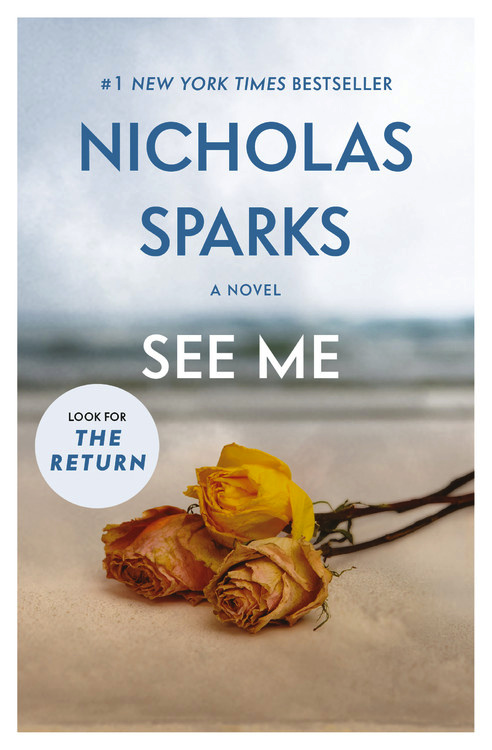 #1 NEW YORK TIMES BESTSELLER
NICHOLAS
SPARKS
A NOVEL
SEE ME
LOOK FOR
THE
RETURN